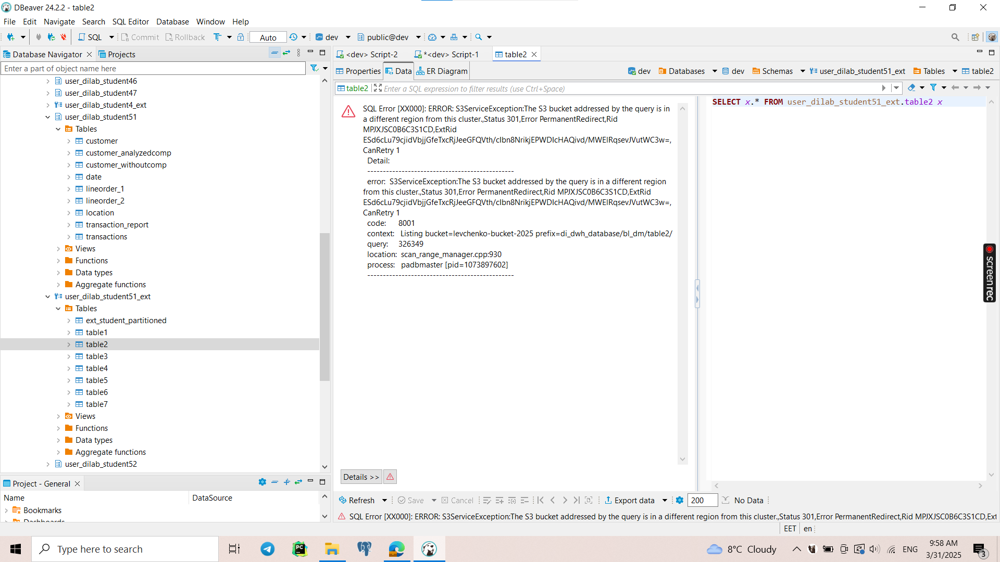 DBeaver 24.2.2 - table2
File Edit Navigate Search SQL Editor Database Window Help
SQL Commit Rollback Auto dev public@dev
Database Navigator Projects
Enter a part of object name here
user_dilab_student46
user_dilab_student47
user_dilab_student4_ext
user_dilab_student51
Tables
customer
customer_analyzedcomp
customer_withoutcomp
date
lineorder_1
lineorder_2
location
transaction_report
transactions
Views
Functions
Data types
Aggregate functions
user_dilab_student51_ext
Tables
ext_student_partitioned
table1
table2
table3
table4
table5
table6
table7
Views
Functions
Data types
Aggregate functions
user_dilab_student52
Project - General
Name DataSource
Bookmarks
Dashboards
<dev> Script-2 *<dev> Script-1 table2
Properties Data ER Diagram dev Databases dev Schemas user_dilab_student51_ext Tables table2
table2 Enter a SQL expression to filter results (use Ctrl+Space)
SQL Error [XX000]: ERROR: S3ServiceException:The S3 bucket addressed by the query is in
a different region from this cluster.,Status 301,Error PermanentRedirect,Rid
MPJXJSC0B6C3S1CD,ExtRid
ESd6cLu79cjidVbjjGfeTxcRjJeeGFQVth/cIbn8NrikjEPWDIcHAQivd/MWEIRqsevJVutWC3w=,
CanRetry 1
Detail:
-----------------------------------------------
error: S3ServiceException:The S3 bucket addressed by the query is in a different region
from this cluster.,Status 301,Error PermanentRedirect,Rid MPJXJSC0B6C3S1CD,ExtRid
ESd6cLu79cjidVbjjGfeTxcRjJeeGFQVth/cIbn8NrikjEPWDIcHAQivd/MWEIRqsevJVutWC3w=,
CanRetry 1
code: 8001
context: Listing bucket=levchenko-bucket-2025 prefix=di_dwh_database/bl_dm/table2/
query: 326349
location: scan_range_manager.cpp:930
process: padbmaster [pid=1073897602]
-----------------------------------------------
SELECT x.* FROM user_dilab_student51_ext.table2 x
Details >>
Refresh Save Cancel Export data 200 No Data
SQL Error [XX000]: ERROR: S3ServiceException:The S3 bucket addressed by the query is in a different region from this cluster.,Status 301,Error PermanentRedirect,Rid MPJXJSC0B6C3S1CD,Ext
EET en
screenrec
Type here to search
PC
8°C Cloudy
ENG
9:58 AM
3/31/2025
3